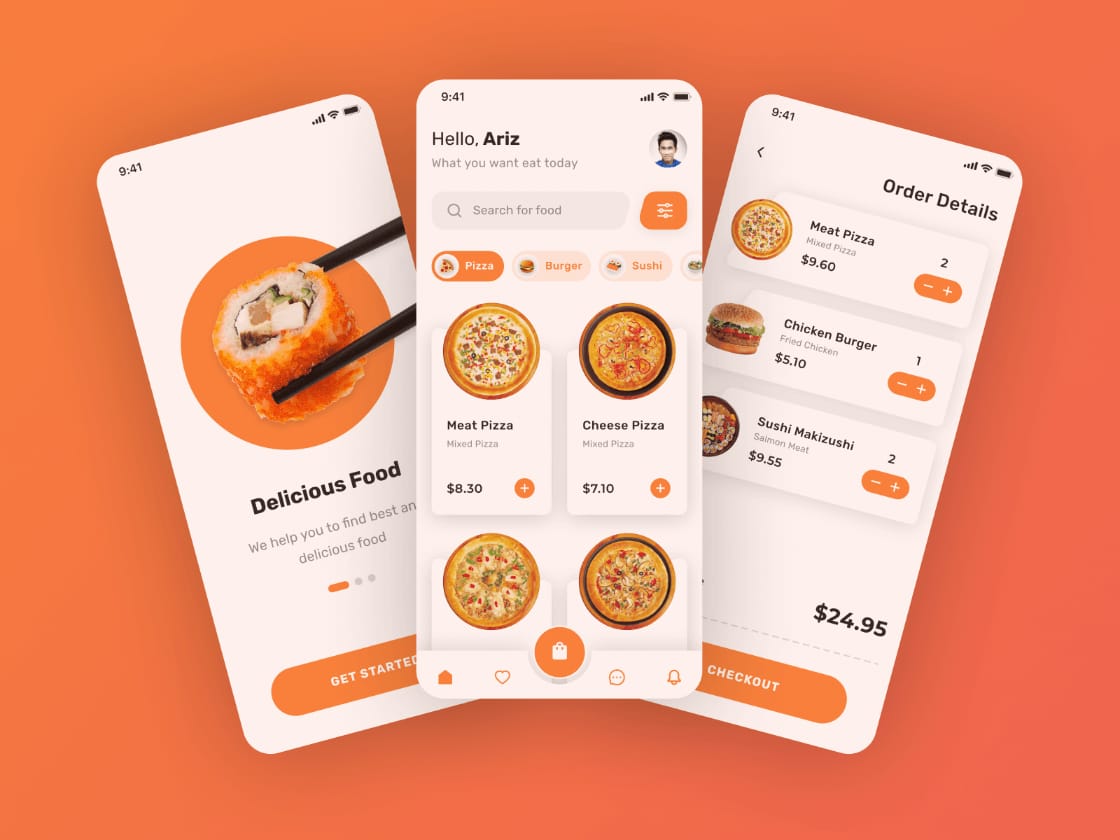 9:41
Delicious Food
We help you to find best an
delicious food
GET STARTED
9:41
Hello, Ariz
What you want eat today
Search for food
Pizza
Burger
Sushi
Meat Pizza
Mixed Pizza
$8.30
Cheese Pizza
Mixed Pizza
$7.10
9:41
Order Details
Meat Pizza
Mixed Pizza
$9.60
2
Chicken Burger
Fried Chicken
$5.10
1
Sushi Makizushi
Salmon Meat
$9.55
2
$24.95
CHECKOUT